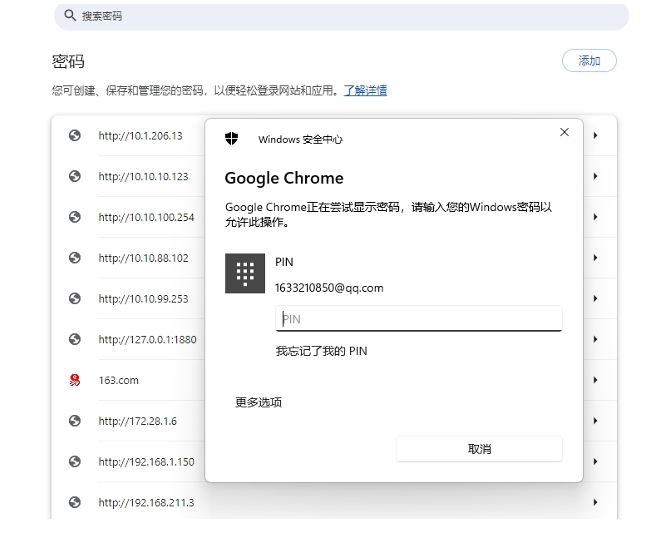 搜索密码
密码
添加
您可创建、保存和管理您的密码，以便轻松登录网站和应用。了解详情
http://10.1.206.13
http://10.10.10.123
http://10.10.100.254
http://10.10.88.102
http://10.10.99.253
http://127.0.0.1:1880
163.com
http://172.28.1.6
http://192.168.1.150
http://192.168.211.3
Windows 安全中心
Google Chrome
Google Chrome正在尝试显示密码，请输入您的Windows密码以
允许此操作。
PIN
1633210850@qq.com
PIN
我忘记了我的 PIN
更多选项
取消